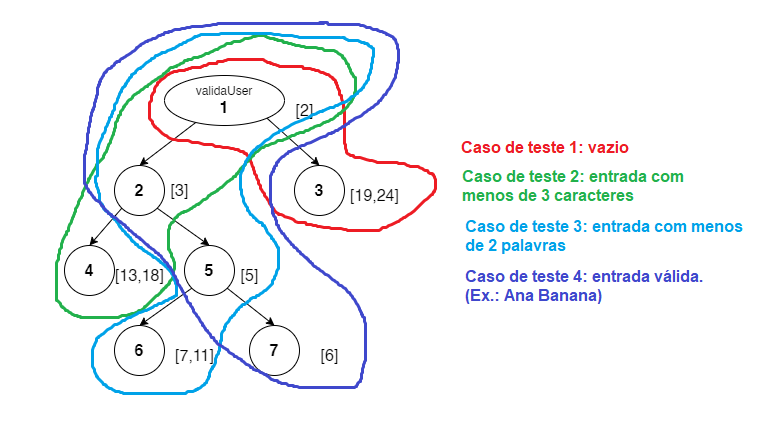 validaUser
1
[2]
2
[3]
3
[19,24]
4
[13,18]
5
[5]
6
[7,11]
7
[6]
Caso de teste 1: vazio
Caso de teste 2: entrada com
menos de 3 caracteres
Caso de teste 3: entrada com menos
de 2 palavras
Caso de teste 4: entrada válida.
(Ex.: Ana Banana)